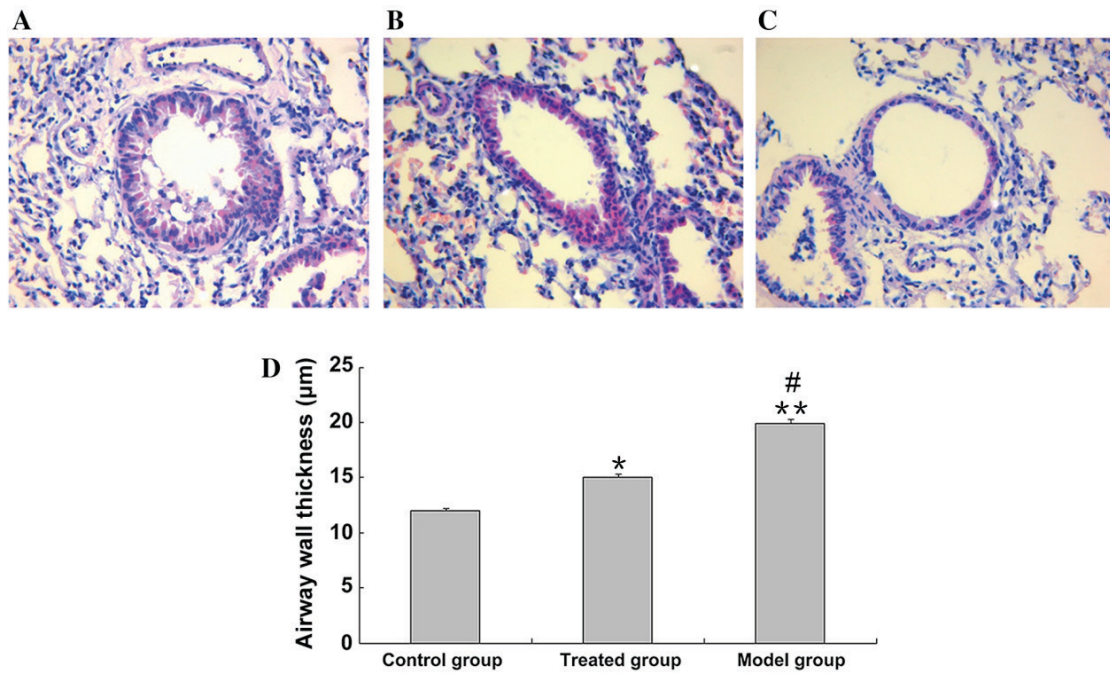 A
B
C
D
Airway wall thickness (µm)
25
20
15
10
5
0
*
#
**
Control group
Treated group
Model group